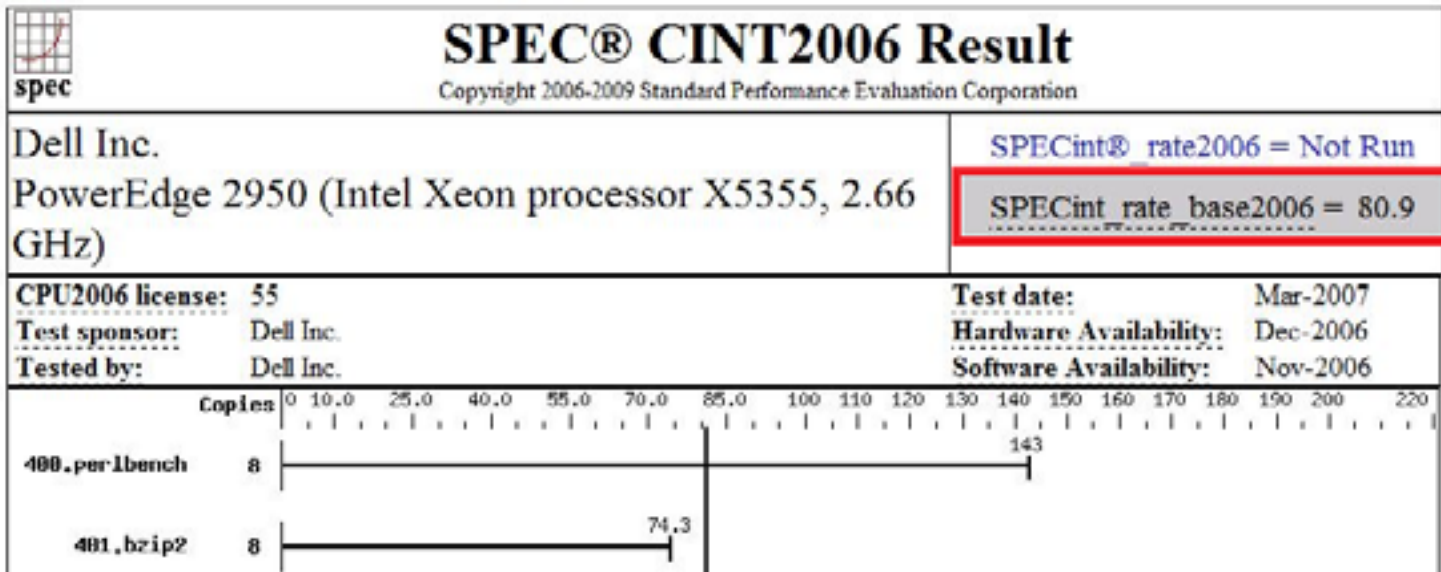 spec
SPEC® CINT2006 Result
Copyright 2006-2009 Standard Performance Evaluation Corporation
Dell Inc.
PowerEdge 2950 (Intel Xeon processor X5355, 2.66
GHz)
SPECint®_rate2006 = Not Run
SPECint_rate_base2006 = 80.9
CPU2006 license: 55
Test sponsor: Dell Inc.
Tested by: Dell Inc.
Test date: Mar-2007
Hardware Availability: Dec-2006
Software Availability: Nov-2006
Copies 0 10.0 25.0 40.0 55.0 70.0 85.0 100 110 120 130 140 150 160 170 180 190 200 220
400.perlbench 8 143
401.bzip2 8 74.3